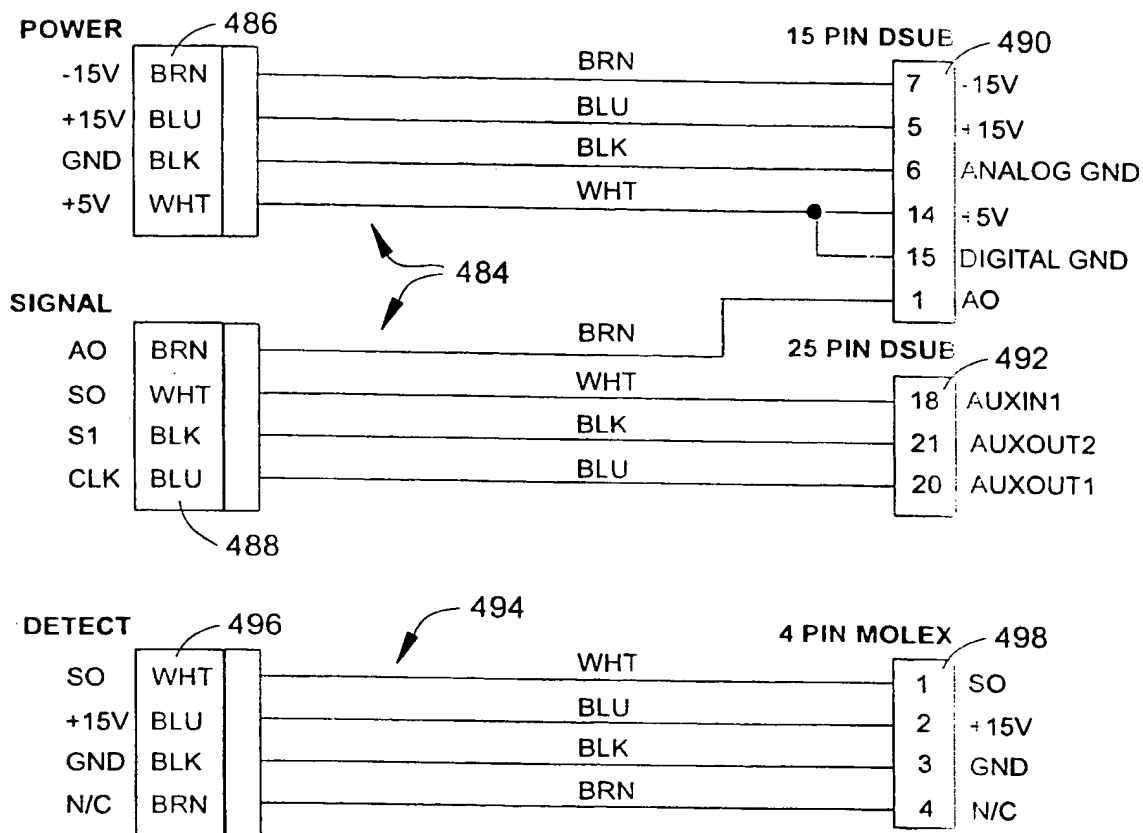 POWER 486 15 PIN DSUB 490
-15V BRN BRN 7 -15V
+15V BLU BLU 5 +15V
GND BLK BLK 6 ANALOG GND
+5V WHT WHT 14 +5V
484 15 DIGITAL GND
SIGNAL 1 AO
AO BRN BRN 25 PIN DSUB 492
SO WHT WHT 18 AUXIN1
S1 BLK BLK 21 AUXOUT2
CLK BLU BLU 20 AUXOUT1
488
DETECT 496 494 4 PIN MOLEX 498
SO WHT WHT 1 SO
+15V BLU BLU 2 +15V
GND BLK BLK 3 GND
N/C BRN BRN 4 N/C